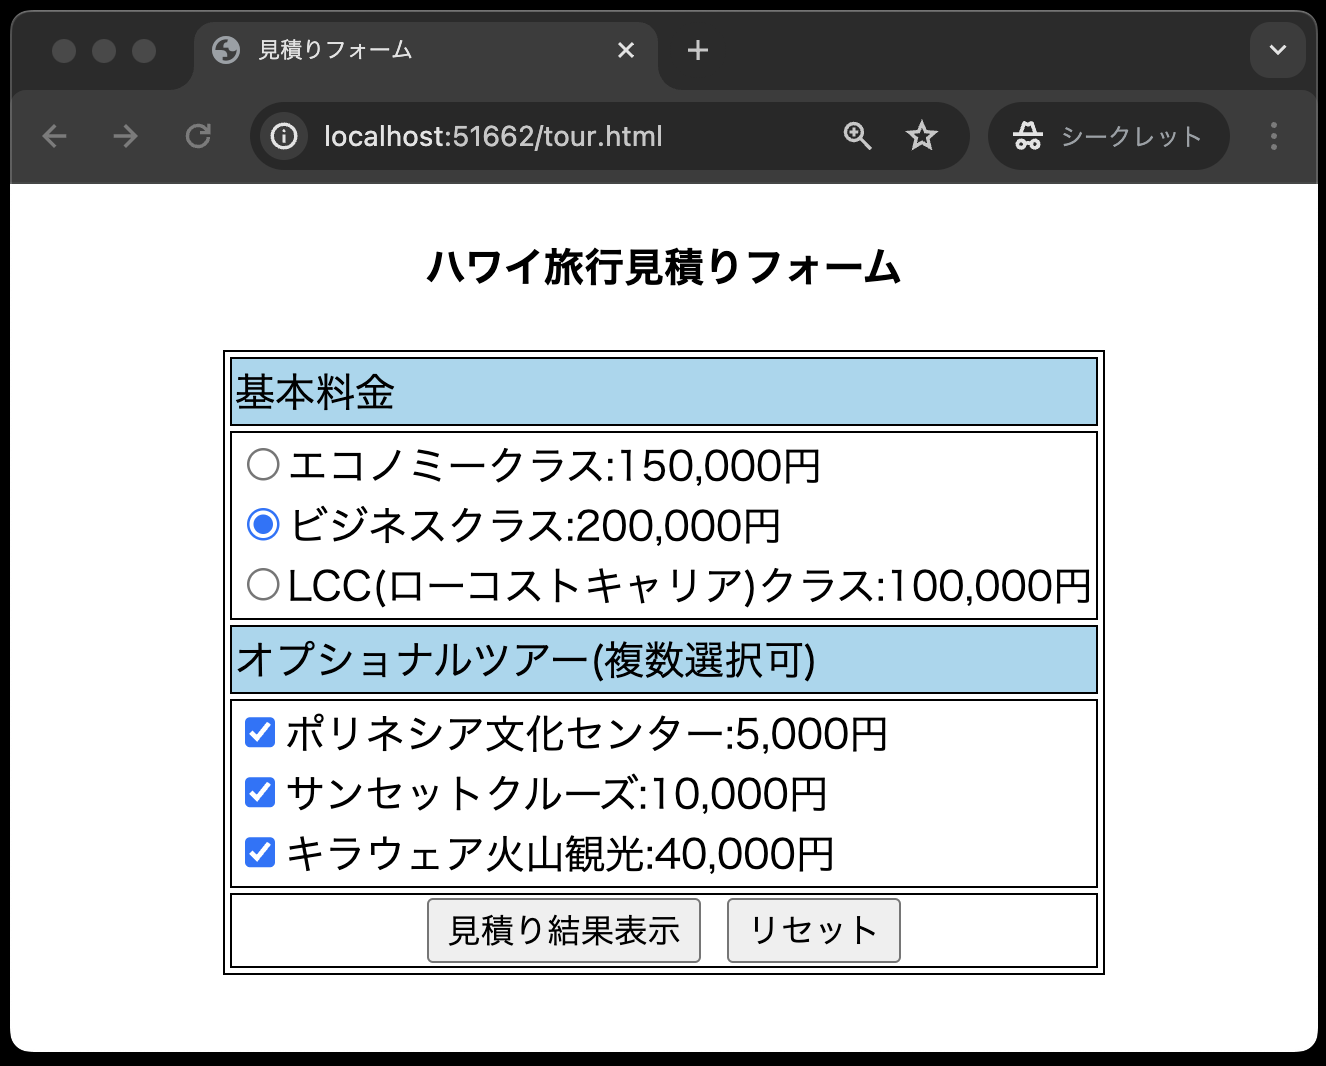 見積りフォーム
localhost:51662/tour.html
シークレット
ハワイ旅行見積りフォーム
基本料金
エコノミークラス:150,000円
ビジネスクラス:200,000円
LCC(ローコストキャリア)クラス:100,000円
オプショナルツアー(複数選択可)
ポリネシア文化センター:5,000円
サンセットクルーズ:10,000円
キラウェア火山観光:40,000円
見積り結果表示 リセット